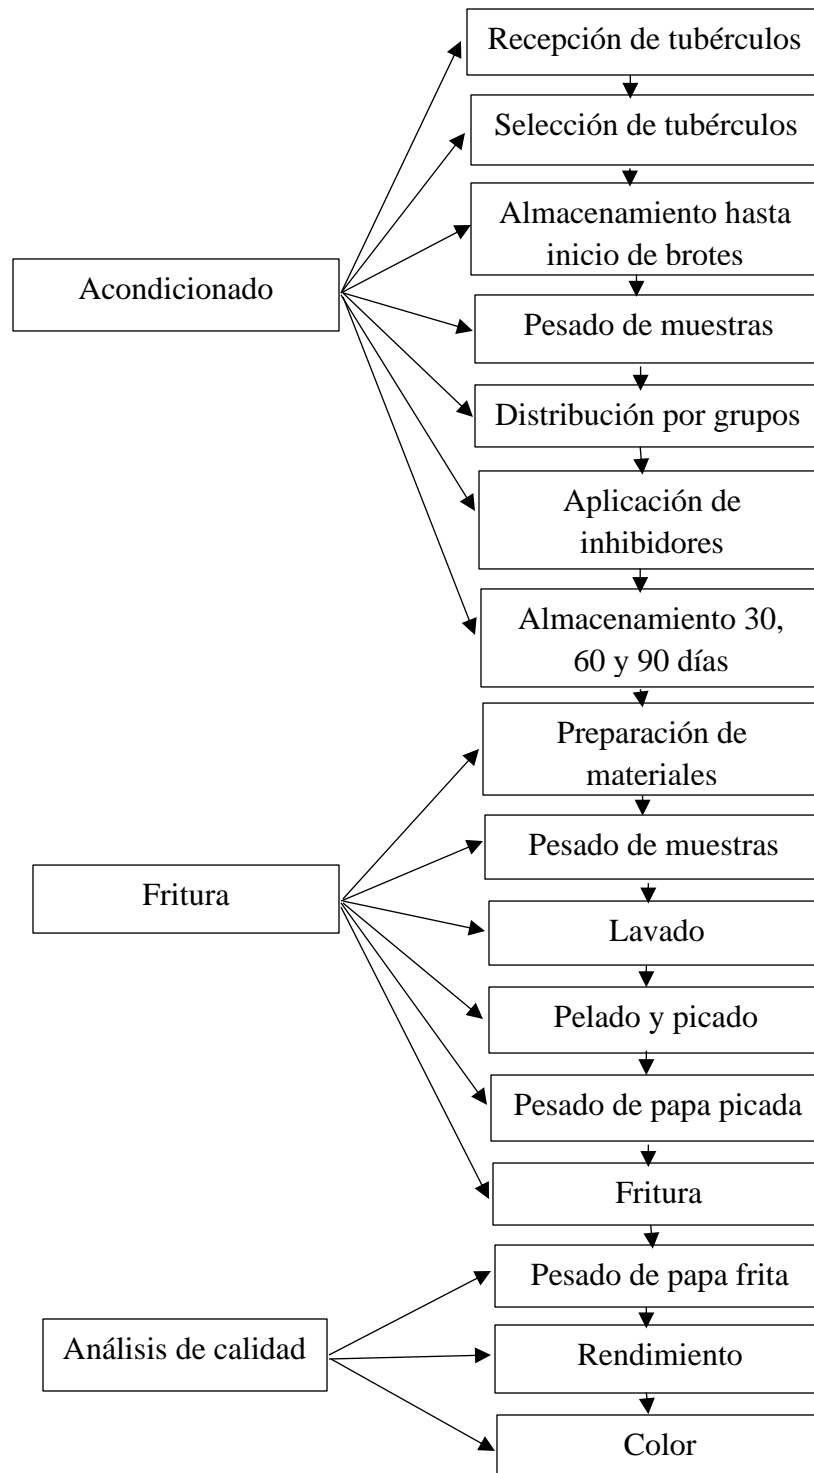 Recepción de tubérculos
Selección de tubérculos
Almacenamiento hasta
inicio de brotes
Acondicionado
Pesado de muestras
Distribución por grupos
Aplicación de
inhibidores
Almacenamiento 30,
60 y 90 días
Preparación de
materiales
Pesado de muestras
Fritura
Lavado
Pelado y picado
Pesado de papa picada
Fritura
Pesado de papa frita
Análisis de calidad
Rendimiento
Color